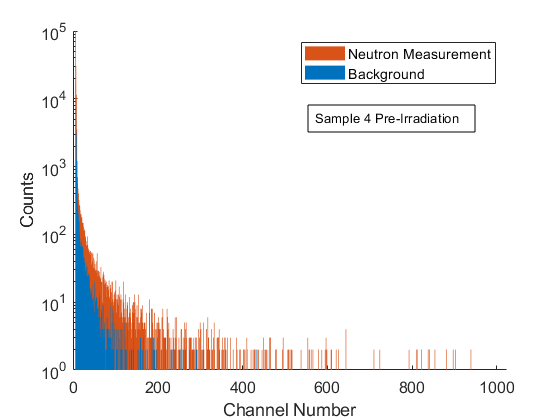 10^5
Neutron Measurement
Background
10^4
Sample 4 Pre-Irradiation
10^3
Counts
10^2
10^1
10^0
0 200 400 600 800 1000
Channel Number